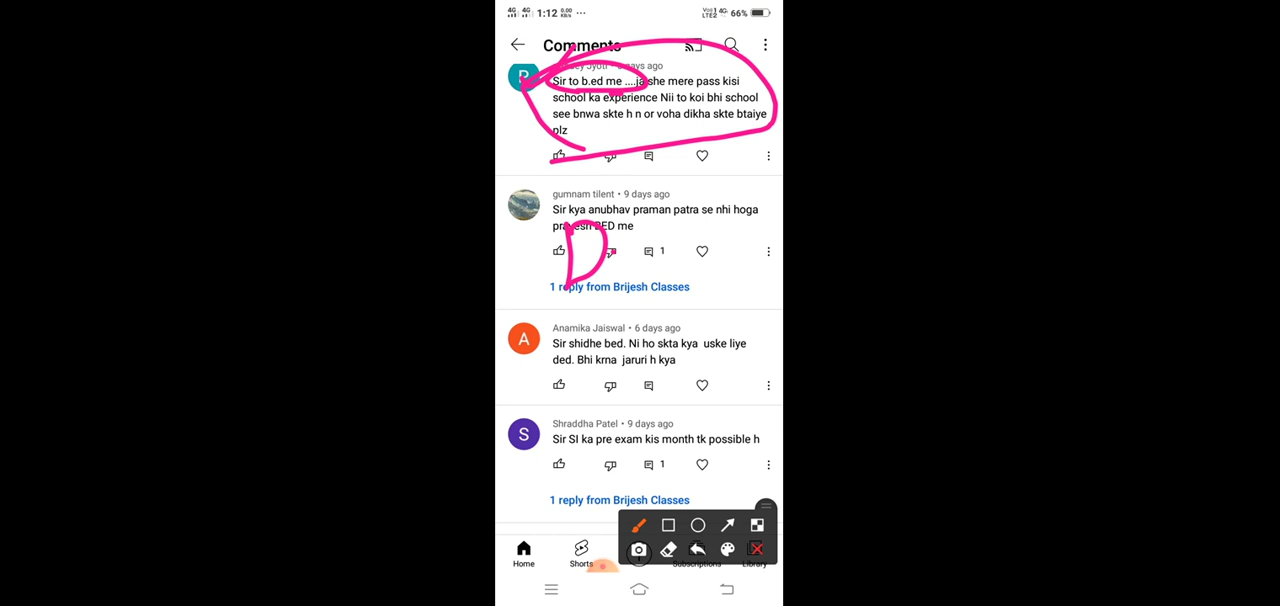 4G 4G 1:12 0.00 KB/s ... Vo) 1 4G LTE2 66%
Comments
Jyoti • days ago
Sir to b.ed me ....jaishe mere pass kisi
school ka experience Nii to koi bhi school
see bnwa skte h n or voha dikha skte btaiye
plz
gumnam tilent • 9 days ago
Sir kya anubhav praman patra se nhi hoga
pravesh BED me
1
1 reply from Brijesh Classes
A
Anamika Jaiswal • 6 days ago
Sir shidhe bed. Ni ho skta kya uske liye
ded. Bhi krna jaruri h kya
S
Shraddha Patel • 9 days ago
Sir SI ka pre exam kis month tk possible h
1
1 reply from Brijesh Classes
Home Shorts Subscriptions Library